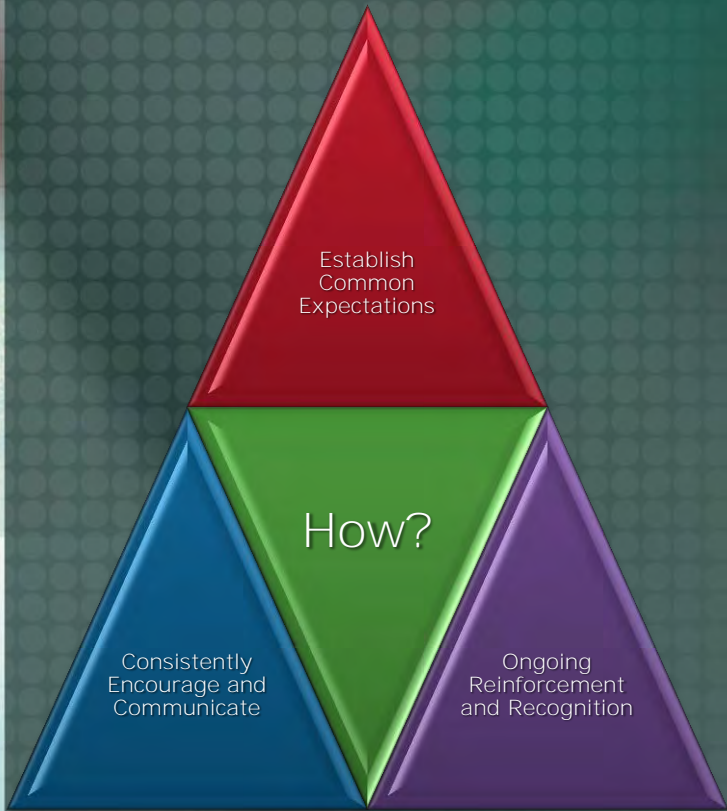 Establish
Common
Expectations
How?
Consistently
Encourage and
Communicate
Ongoing
Reinforcement
and Recognition